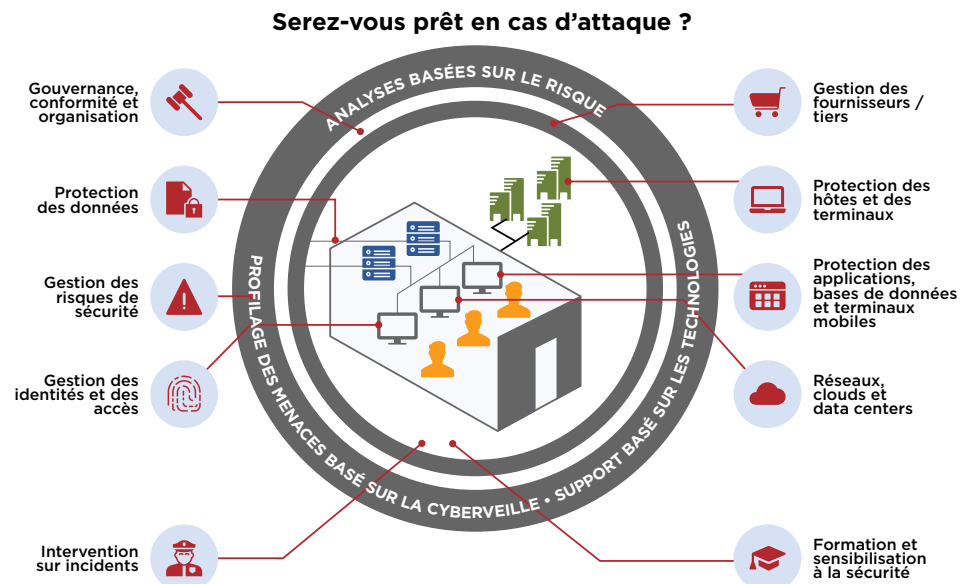 Serez-vous prêt en cas d’attaque ?
ANALYSES BASÉES SUR LE RISQUE
PROFILAGE DES MENACES BASÉ SUR LA CYBERVEILLE • SUPPORT BASÉ SUR LES TECHNOLOGIES
Gouvernance,
conformité et
organisation
Protection
des données
Gestion des
risques de
sécurité
Gestion des
identités et des
accès
Intervention
sur incidents
Gestion des
fournisseurs /
tiers
Protection des
hôtes et des
terminaux
Protection des
applications,
bases de données
et terminaux
mobiles
Réseaux,
clouds et
data centers
Formation et
sensibilisation
à la sécurité